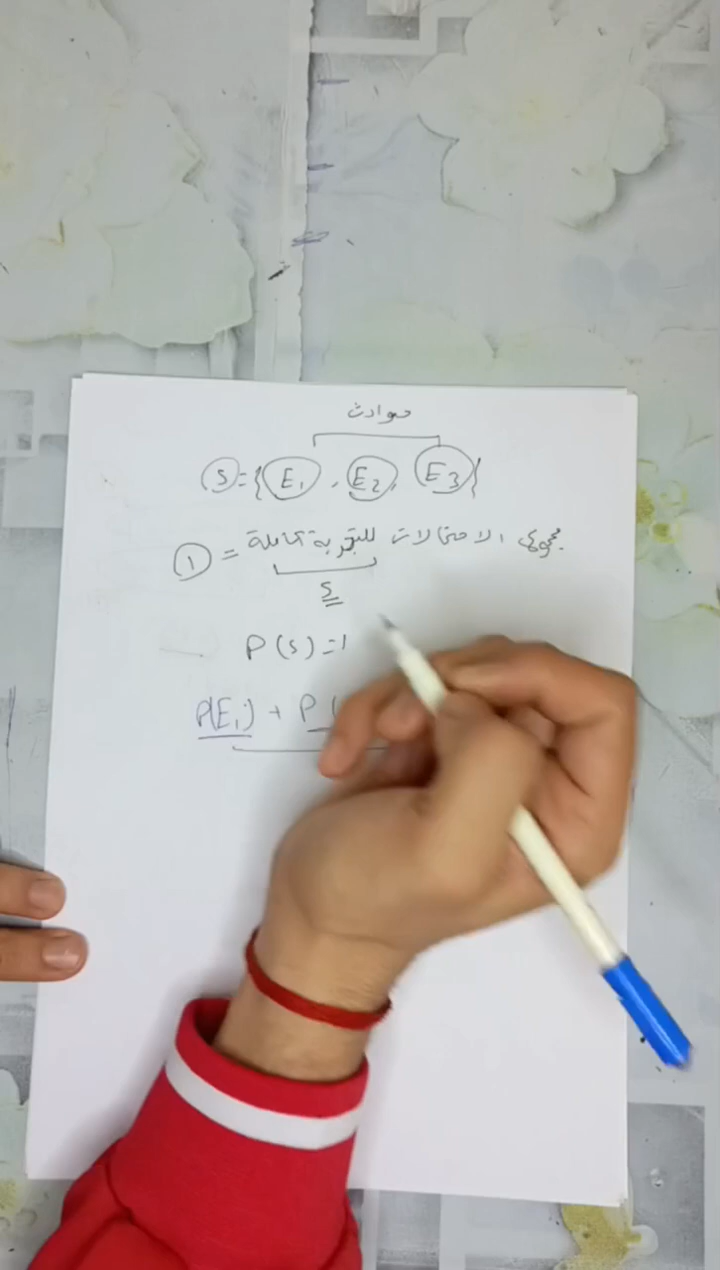 حوادث
S={E₁, E₂, E₃}
مجموع الاحتمالات للتجربة كاملة = ①
S
P(S)=1
P(E₁) + P(